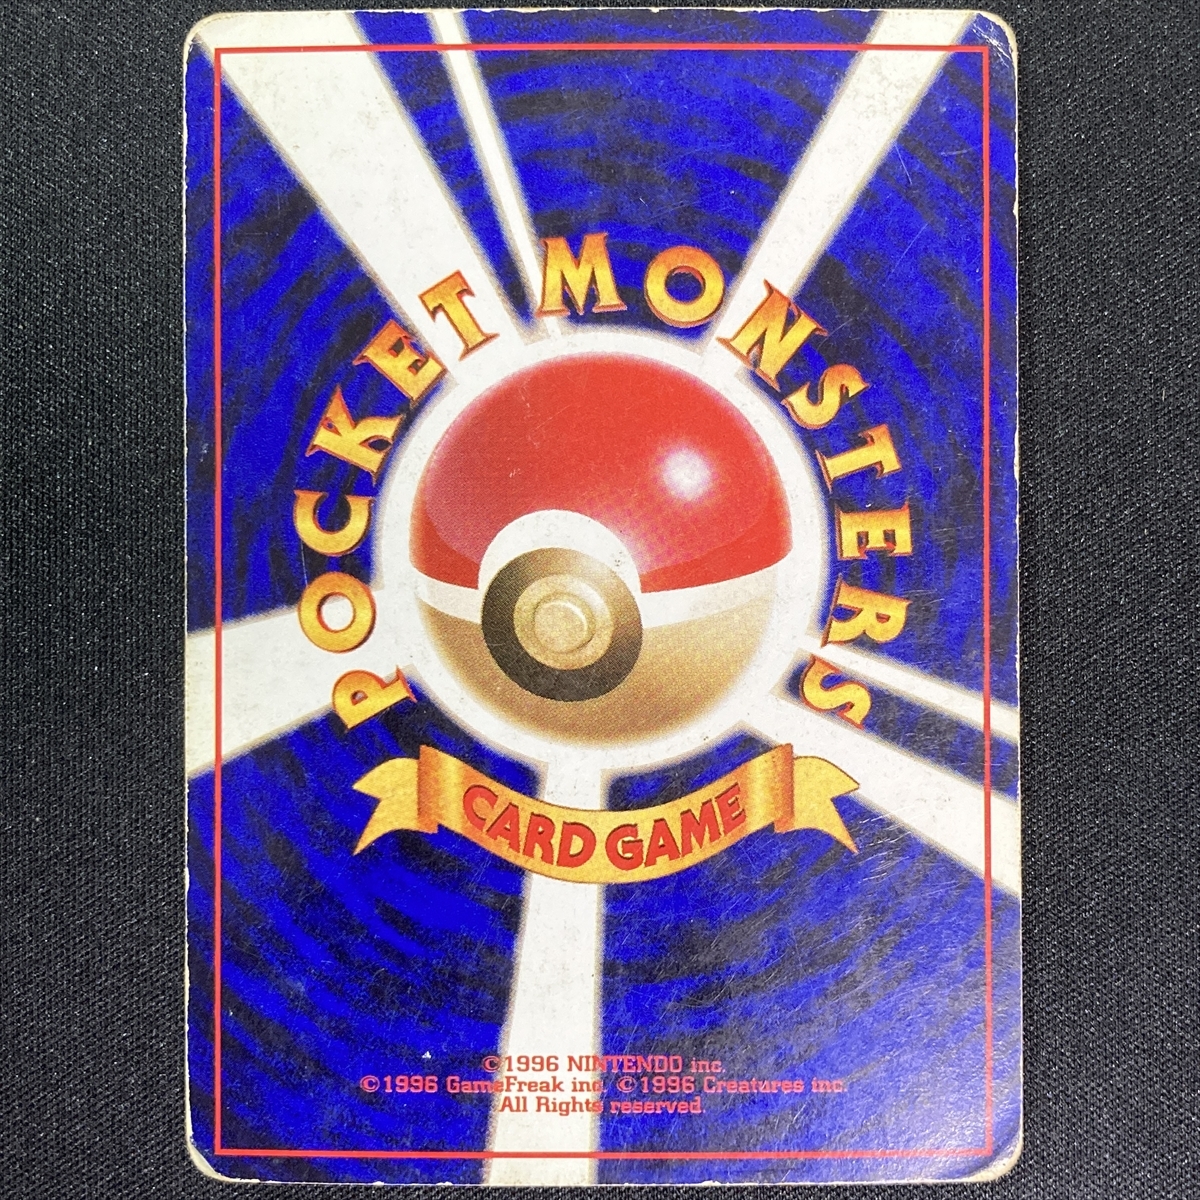 POCKET MONSTERS
CARD GAME
©1996 NINTENDO inc.
©1996 GameFreak inc. ©1996 Creatures inc.
All Rights reserved.